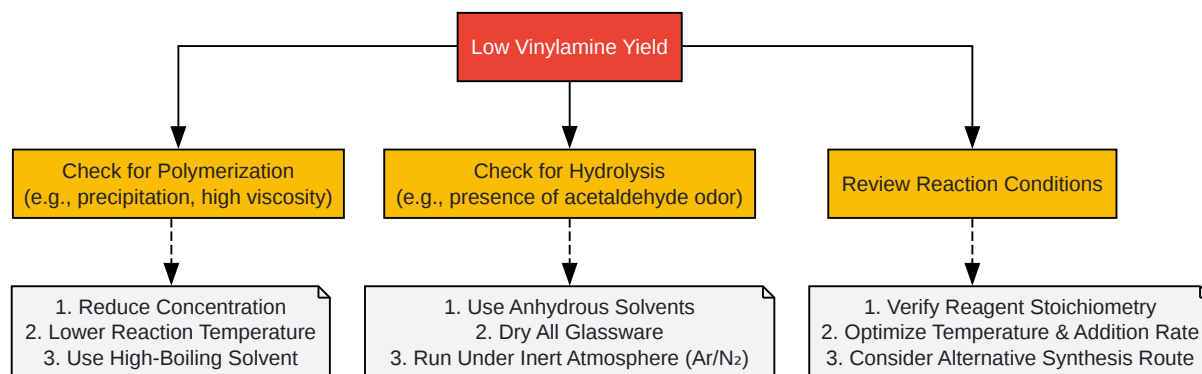 Low Vinylamine Yield
Check for Polymerization
(e.g., precipitation, high viscosity)
Check for Hydrolysis
(e.g., presence of acetaldehyde odor)
Review Reaction Conditions
1. Reduce Concentration
2. Lower Reaction Temperature
3. Use High-Boiling Solvent
1. Use Anhydrous Solvents
2. Dry All Glassware
3. Run Under Inert Atmosphere (Ar/N₂)
1. Verify Reagent Stoichiometry
2. Optimize Temperature & Addition Rate
3. Consider Alternative Synthesis Route